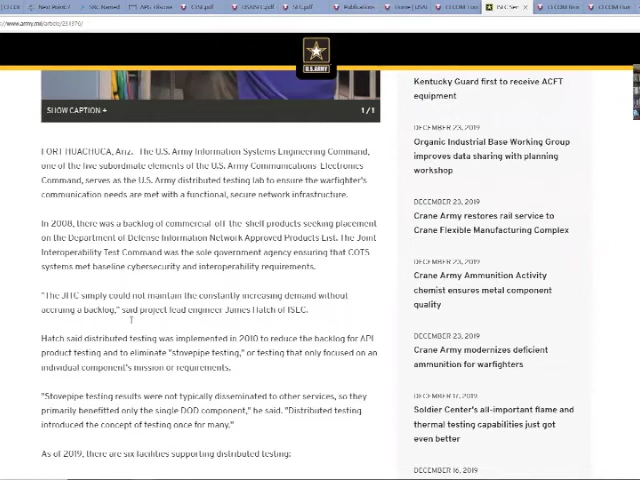 CECOM Tou
ISEC Ser
www.army.mil/article/231370/
U.S. ARMY
SHOW CAPTION +
1 / 1
FORT HUACHUCA, Ariz. The U.S. Army Information Systems Engineering Command,
one of the five subordinate elements of the U.S. Army Communications Electronics
Command, serves as the U.S. Army distributed testing lab to ensure the warfighter's
communication needs are met with a functional, secure network infrastructure.
In 2008, there was a backlog of commercial off the shelf products seeking placement
on the Department of Defense Information Network Approved Products List. The Joint
Interoperability Test Command was the sole government agency ensuring that COTS
systems met baseline cybersecurity and interoperability requirements.
"The JITC simply could not maintain the constantly increasing demand without
accruing a backlog," said project lead engineer James Hatch of ISEC.
Hatch said distributed testing was implemented in 2010 to reduce the backlog for APL
product testing and to eliminate "stovepipe testing," or testing that only focused on an
individual component's mission or requirements.
"Stovepipe testing results were not typically disseminated to other services, so they
primarily benefitted only the single DOD component," he said. "Distributed testing
introduced the concept of testing once for many."
As of 2019, there are six facilities supporting distributed testing:
Kentucky Guard first to receive ACFT
equipment
DECEMBER 23, 2019
Organic Industrial Base Working Group
improves data sharing with planning
workshop
DECEMBER 23, 2019
Crane Army restores rail service to
Crane Flexible Manufacturing Complex
DECEMBER 23, 2019
Crane Army Ammunition Activity
chemist ensures metal component
quality
DECEMBER 23, 2019
Crane Army modernizes deficient
ammunition for warfighters
DECEMBER 17, 2019
Soldier Center's all-important flame and
thermal testing capabilities just got
even better
DECEMBER 16, 2019